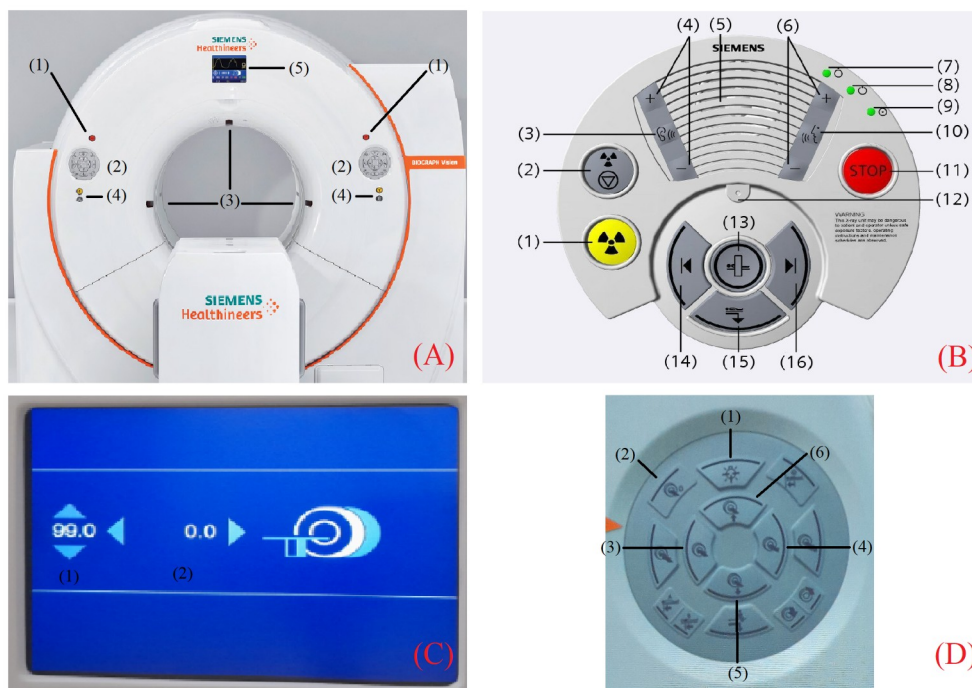 SIEMENS
Healthineers
(1)
(1)
(5)
(2)
(2)
BIOGRAPH Vision
(4)
(3)
(4)
SIEMENS
Healthineers
(A)
(4)
(5)
(6)
SIEMENS
(7)
(8)
(9)
(3)
(10)
(2)
STOP
(11)
(12)
WARNING
(1)
(13)
(14)
(15)
(16)
(B)
99.0
0.0
(1)
(2)
(C)
(1)
(2)
(6)
(3)
(4)
(5)
(D)